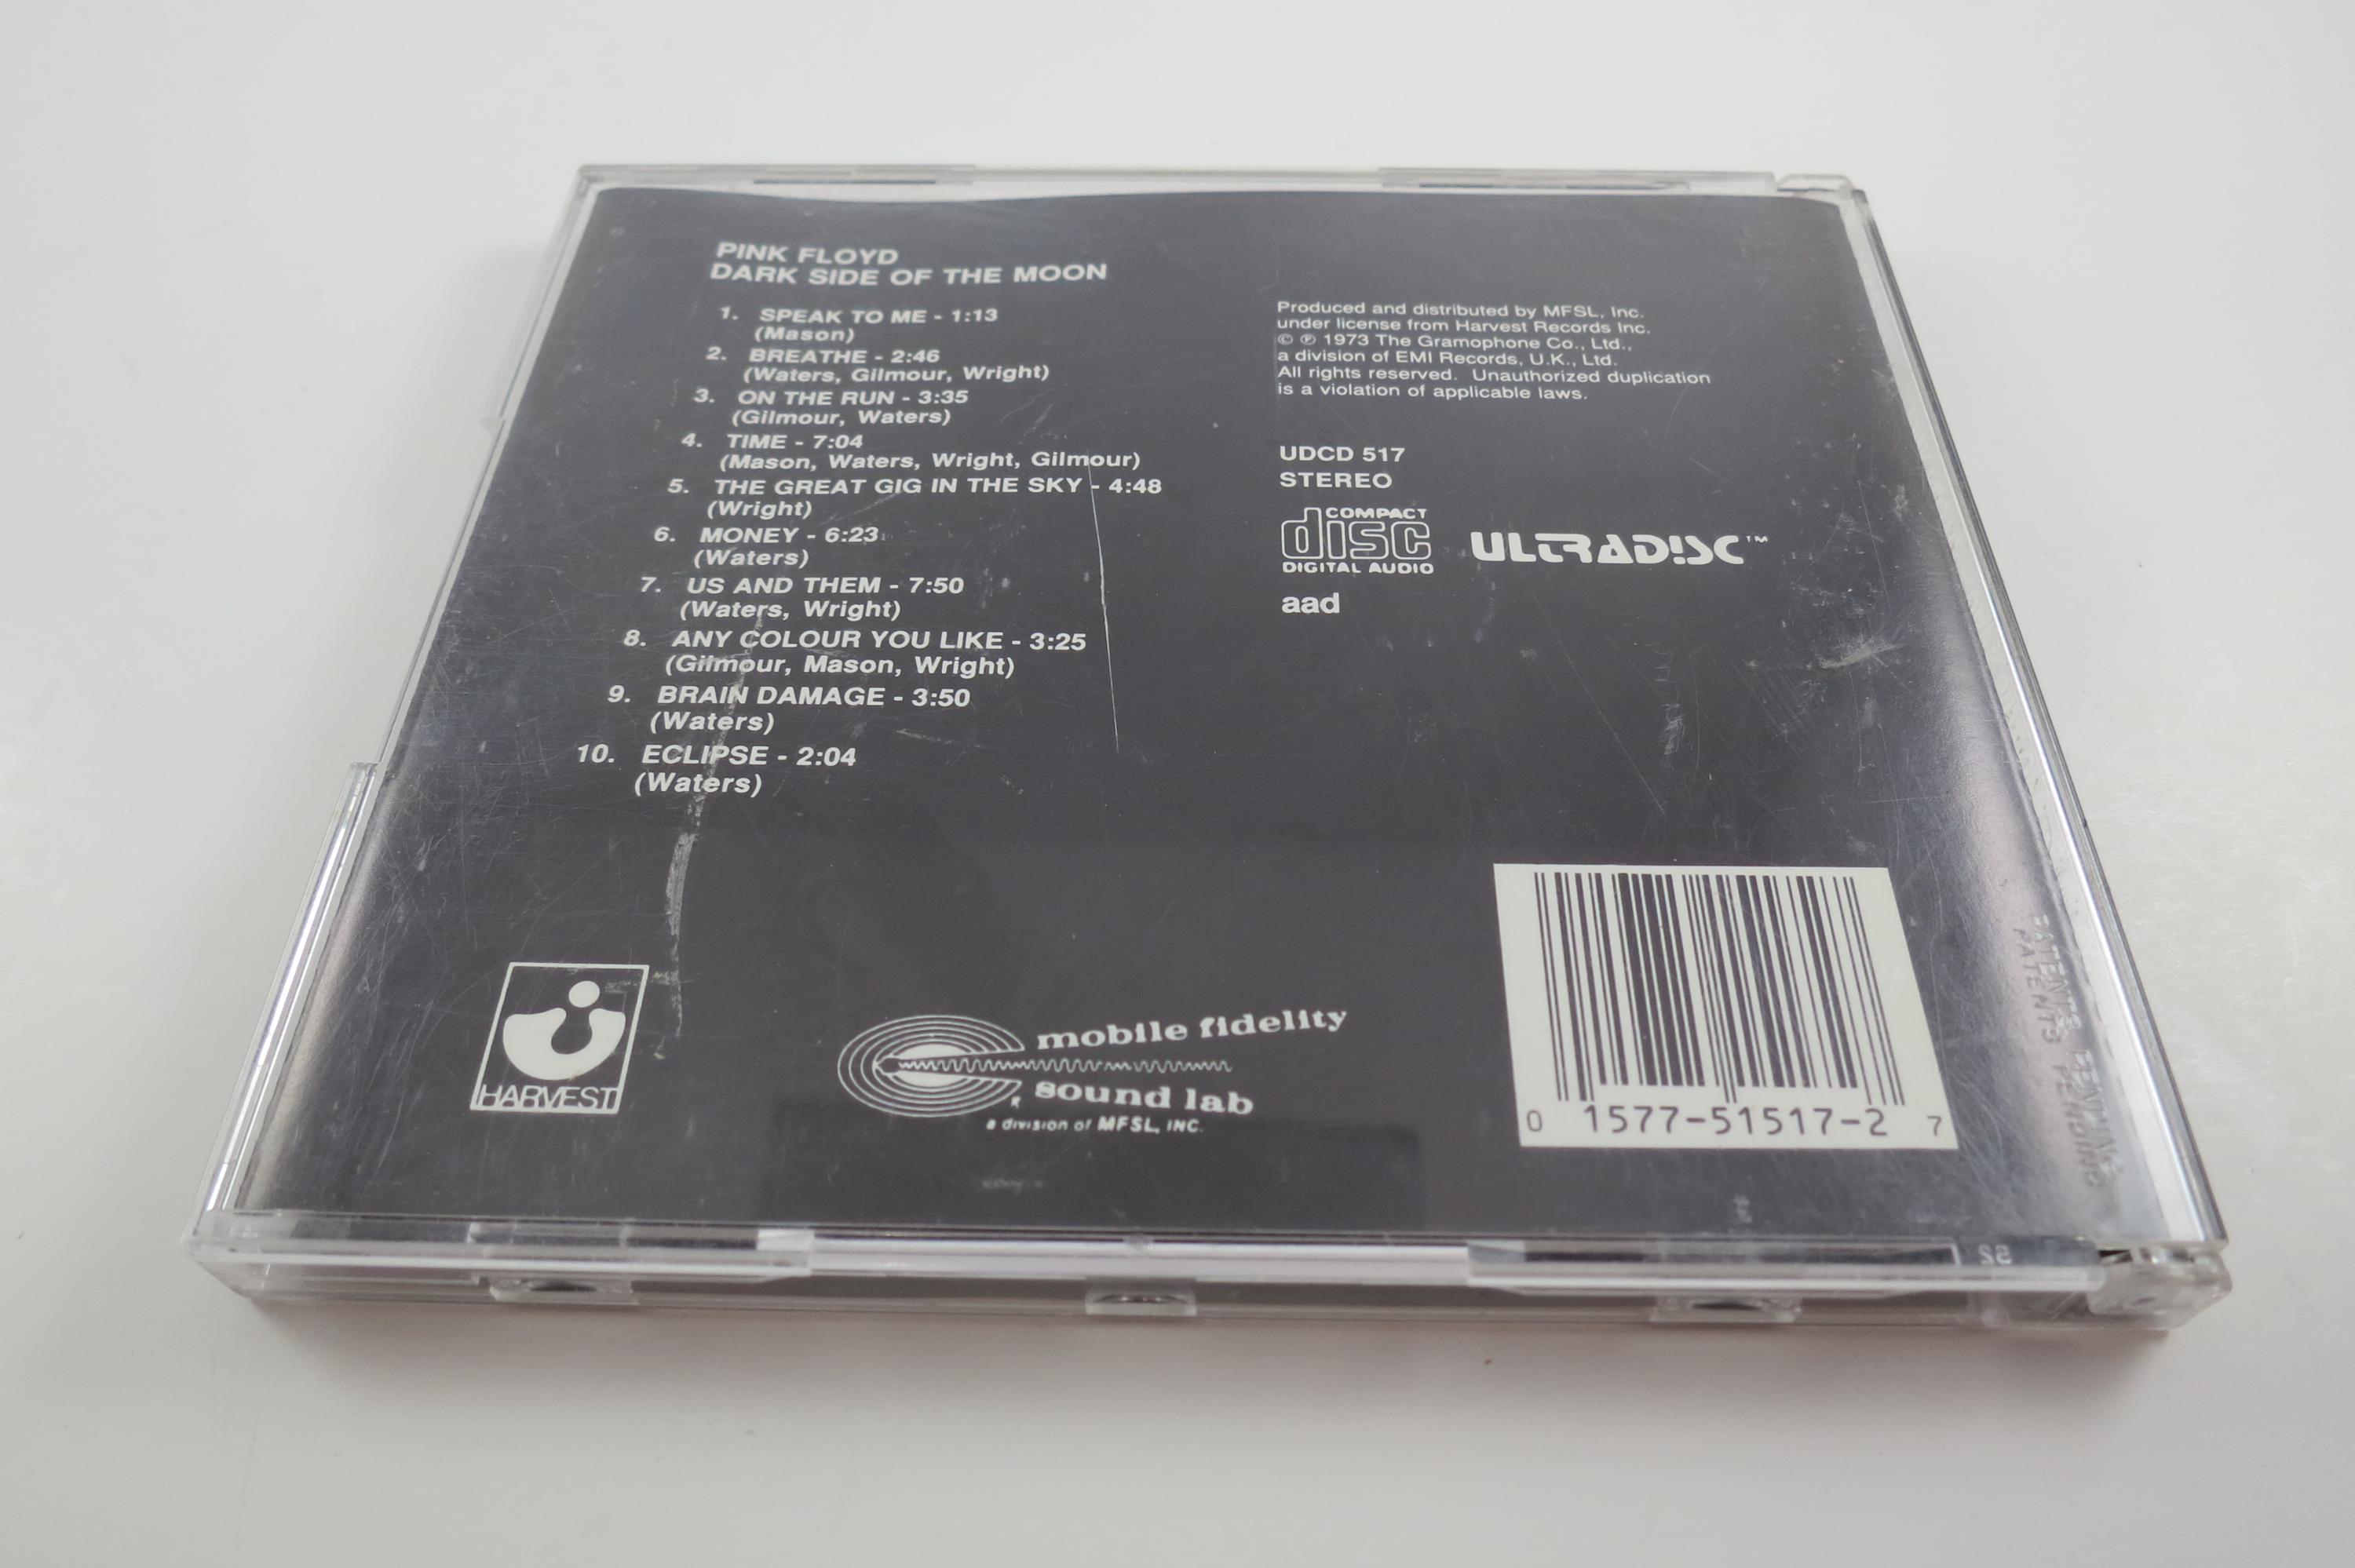 PINK FLOYD
DARK SIDE OF THE MOON
1. SPEAK TO ME - 1:13
(Mason)
2. BREATHE - 2:46
(Waters, Gilmour, Wright)
3. ON THE RUN - 3:35
(Gilmour, Waters)
4. TIME - 7:04
(Mason, Waters, Wright, Gilmour)
5. THE GREAT GIG IN THE SKY - 4:48
(Wright)
6. MONEY - 6:23
(Waters)
7. US AND THEM - 7:50
(Waters, Wright)
8. ANY COLOUR YOU LIKE - 3:25
(Gilmour, Mason, Wright)
9. BRAIN DAMAGE - 3:50
(Waters)
10. ECLIPSE - 2:04
(Waters)
Produced and distributed by MFSL, Inc.
under license from Harvest Records Inc.
© ℗ 1973 The Gramophone Co., Ltd.,
a division of EMI Records, U.K., Ltd.
All rights reserved. Unauthorized duplication
is a violation of applicable laws.
UDCD 517
STEREO
COMPACT
disc
DIGITAL AUDIO
ULTRADISC™
aad
HARVEST
mobile fidelity
sound lab
a division of MFSL, INC.
0 1577-51517-2 7
PATENTS PENDING
52